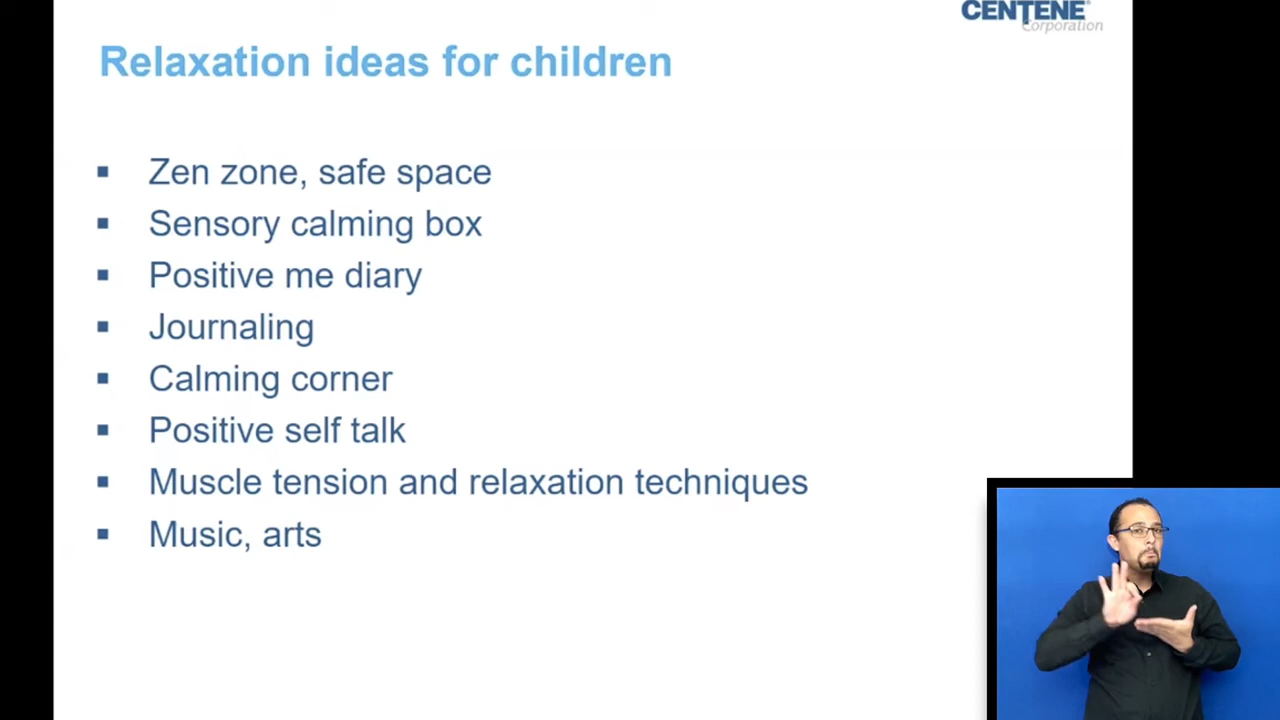 CENTENE®
Corporation
Relaxation ideas for children
▪ Zen zone, safe space
▪ Sensory calming box
▪ Positive me diary
▪ Journaling
▪ Calming corner
▪ Positive self talk
▪ Muscle tension and relaxation techniques
▪ Music, arts